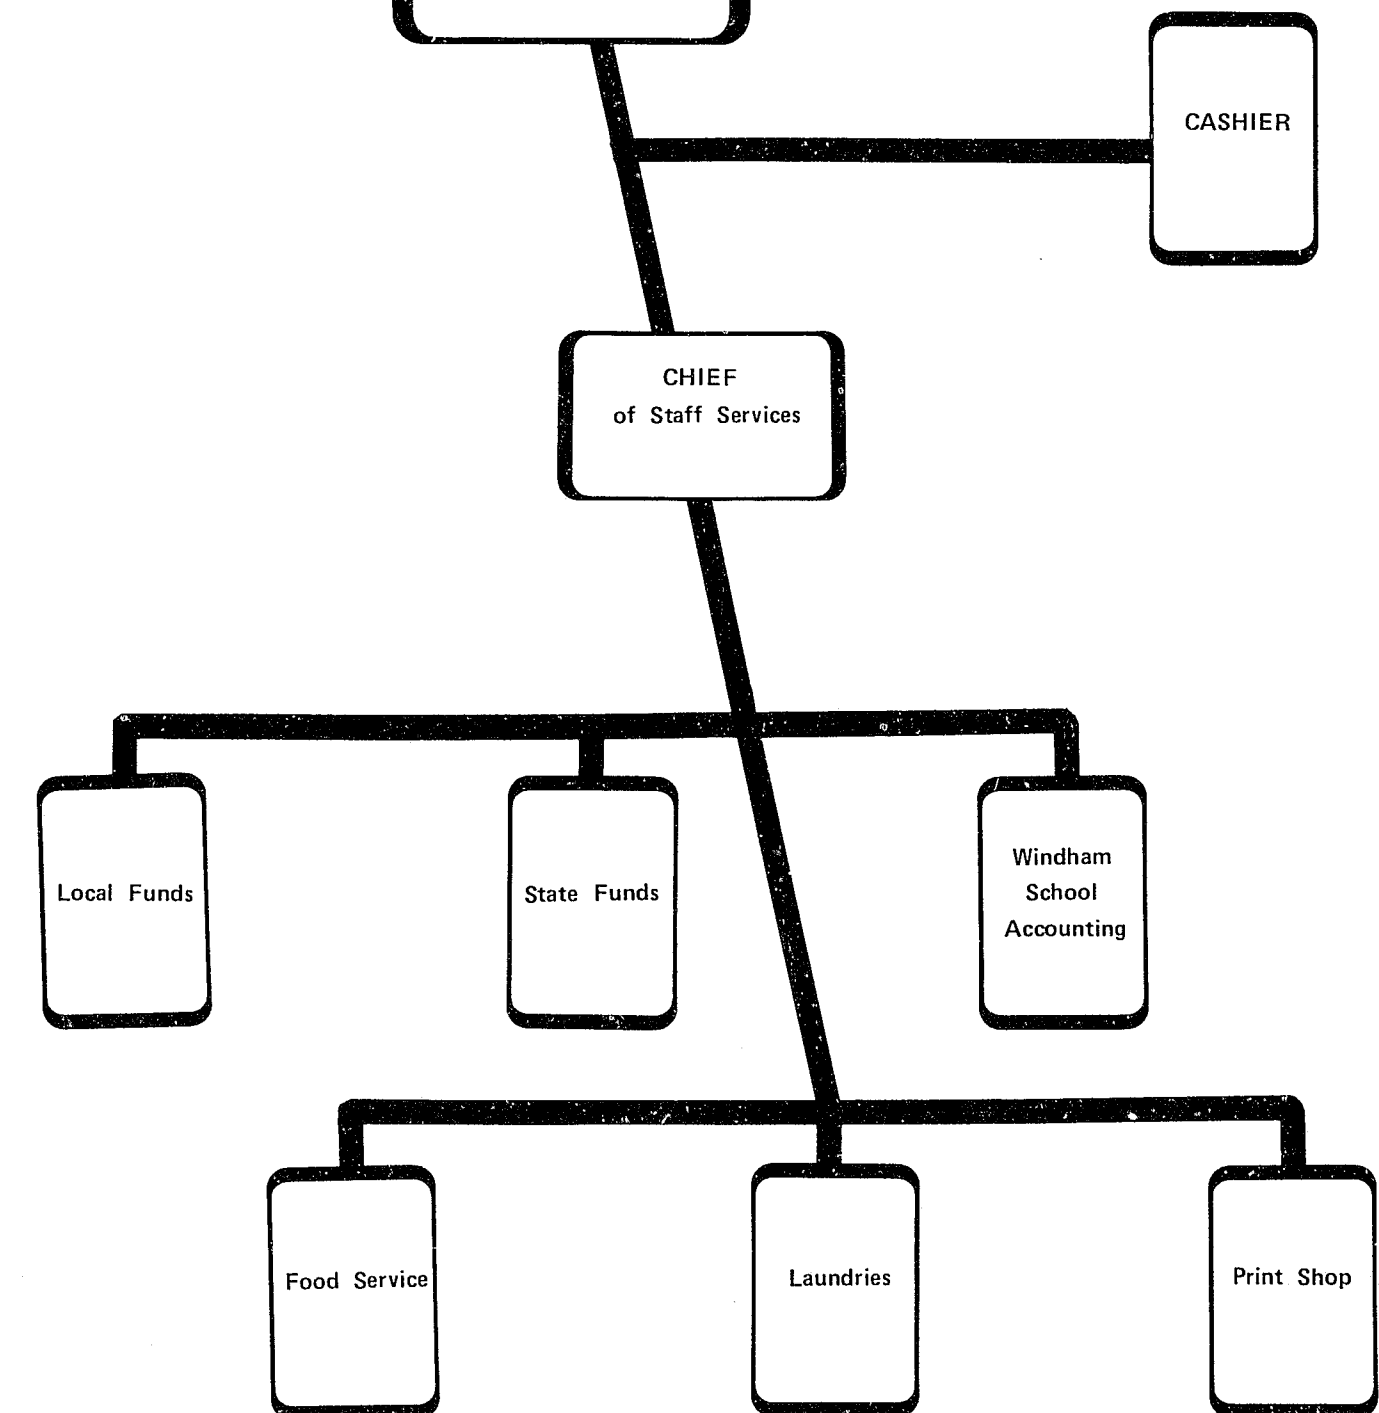 CASHIER
CHIEF
of Staff Services
Local Funds
State Funds
Windham
School
Accounting
Food Service
Laundries
Print Shop